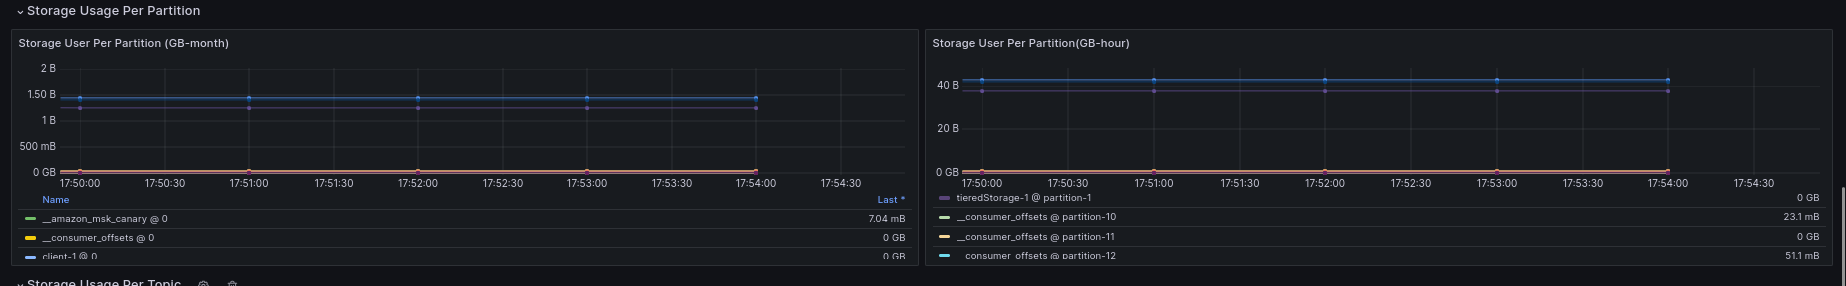 Storage Usage Per Partition
Storage User Per Partition (GB-month)
2 B
1.50 B
1 B
500 mB
0 GB
17:50:00 17:50:30 17:51:00 17:51:30 17:52:00 17:52:30 17:53:00 17:53:30 17:54:00 17:54:30
Name Last *
__amazon_msk_canary @ 0 7.04 mB
__consumer_offsets @ 0 0 GB
client-1 @ 0 0 GB
Storage User Per Partition(GB-hour)
40 B
20 B
0 GB
17:50:00 17:50:30 17:51:00 17:51:30 17:52:00 17:52:30 17:53:00 17:53:30 17:54:00 17:54:30
tieredStorage-1 @ partition-1 0 GB
__consumer_offsets @ partition-10 23.1 mB
__consumer_offsets @ partition-11 0 GB
__consumer_offsets @ partition-12 51.1 mB
Storage Usage Per Topic